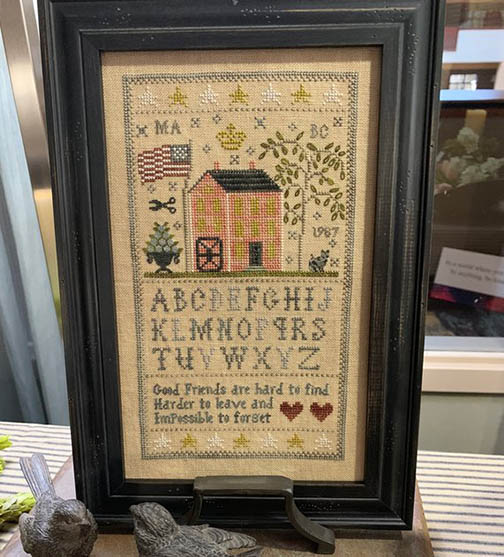 MA BC
1987
ABCDEFGHIJ
KLMNOPQRS
TUVWXYZ
Good Friends are hard to find
Harder to leave and
ImPossible to forget